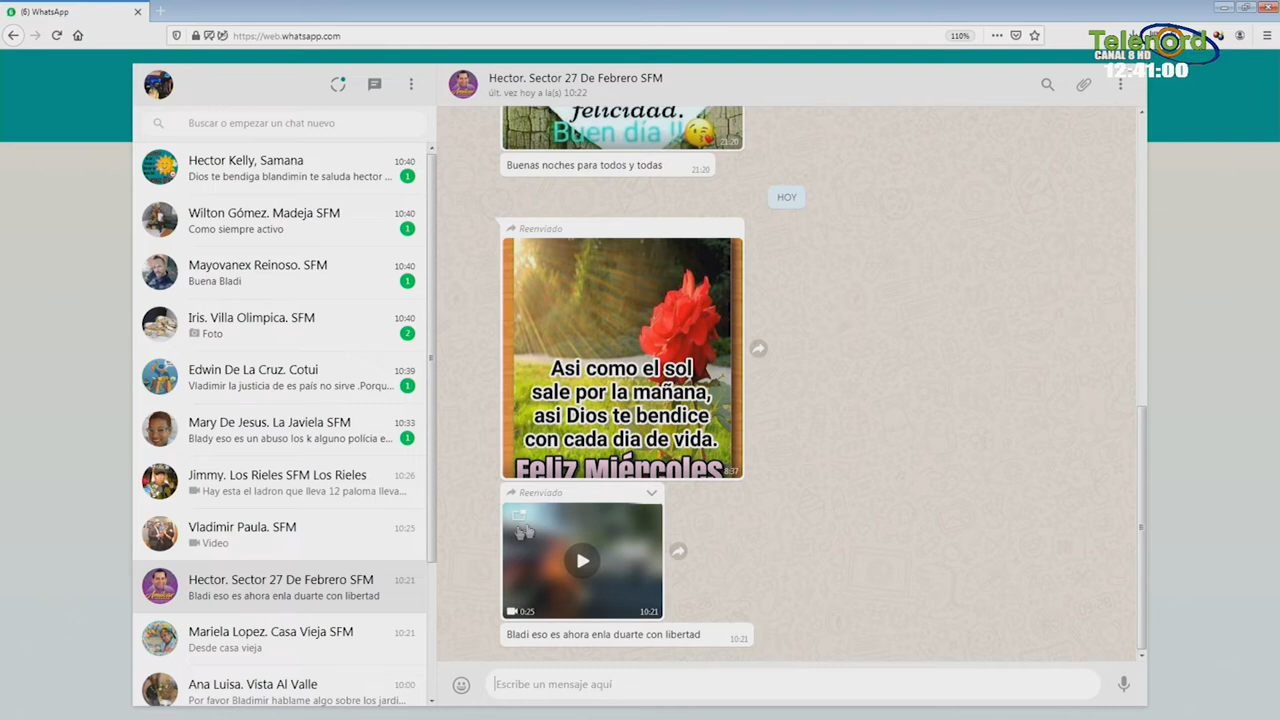 (6) WhatsApp
https://web.whatsapp.com
110%
Telenord
CANAL 8 HD
12:41:00
Buscar o empezar un chat nuevo
Hector Kelly, Samana
10:40
Dios te bendiga blandimin te saluda hector ...
1
Wilton Gómez. Madeja SFM
10:40
Como siempre activo
1
Mayovanex Reinoso. SFM
10:40
Buena Bladi
1
Iris. Villa Olimpica. SFM
10:40
Foto
2
Edwin De La Cruz. Cotui
10:39
Vladimir la justicia de es país no sirve .Porqu...
1
Mary De Jesus. La Javiela SFM
10:33
Blady eso es un abuso los k alguno polícia e...
1
Jimmy. Los Rieles SFM Los Rieles
10:26
Hay esta el ladron que lleva 12 paloma lleva...
Vladimir Paula. SFM
10:25
Video
Hector. Sector 27 De Febrero SFM
10:21
Bladi eso es ahora enla duarte con libertad
Mariela Lopez. Casa Vieja SFM
10:21
Desde casa vieja
Ana Luisa. Vista Al Valle
10:00
Por favor Bladimir hablame algo sobre los jardi...
Hector. Sector 27 De Febrero SFM
últ. vez hoy a la(s) 10:22
felicidad.
Buen día !!
21:20
Buenas noches para todos y todas
21:20
HOY
Reenviado
Asi como el sol
sale por la mañana,
asi Dios te bendice
con cada dia de vida.
Feliz Miércoles
8:37
Reenviado
0:25
10:21
Bladi eso es ahora enla duarte con libertad
10:21
Escribe un mensaje aquí